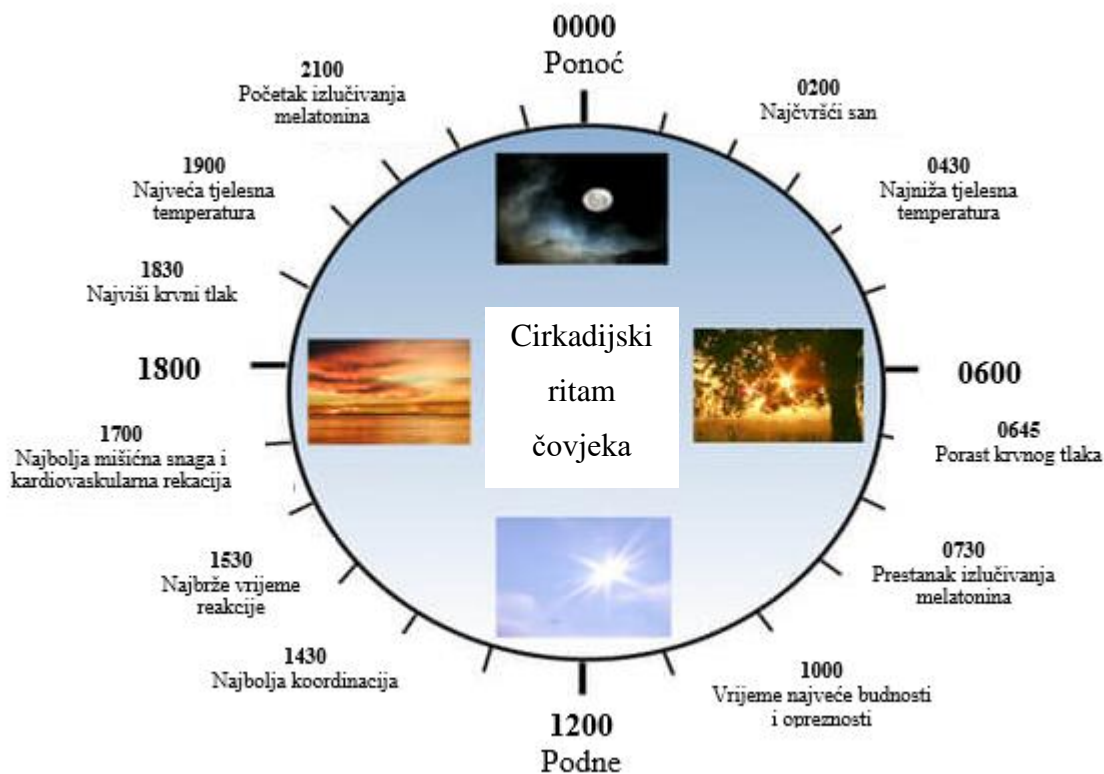 0000
Ponoć
0200
Najčvršći san
0430
Najniža tjelesna
temperatura
0600
0645
Porast krvnog tlaka
0730
Prestanak izlučivanja
melatonina
1000
Vrijeme najveće budnosti
i opreznosti
1200
Podne
1430
Najbolja koordinacija
1530
Najbrže vrijeme
reakcije
1700
Najbolja mišićna snaga i
kardiovaskularna rekacija
1800
1830
Najviši krvni tlak
1900
Najveća tjelesna
temperatura
2100
Početak izlučivanja
melatonina
Cirkadijski
ritam
čovjeka